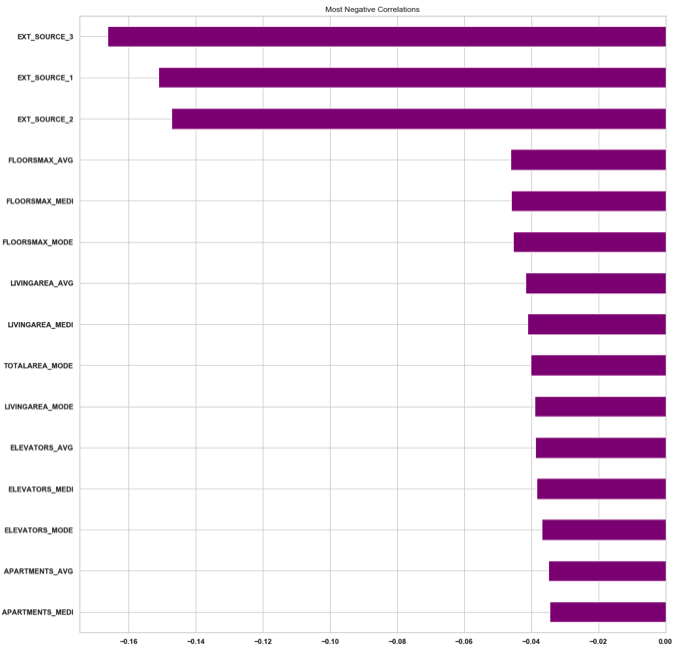 Most Negative Correlations
EXT_SOURCE_3
EXT_SOURCE_1
EXT_SOURCE_2
FLOORSMAX_AVG
FLOORSMAX_MEDI
FLOORSMAX_MODE
LIVINGAREA_AVG
LIVINGAREA_MEDI
TOTALAREA_MODE
LIVINGAREA_MODE
ELEVATORS_AVG
ELEVATORS_MEDI
ELEVATORS_MODE
APARTMENTS_AVG
APARTMENTS_MEDI
−0.16 −0.14 −0.12 −0.10 −0.08 −0.06 −0.04 −0.02 0.00